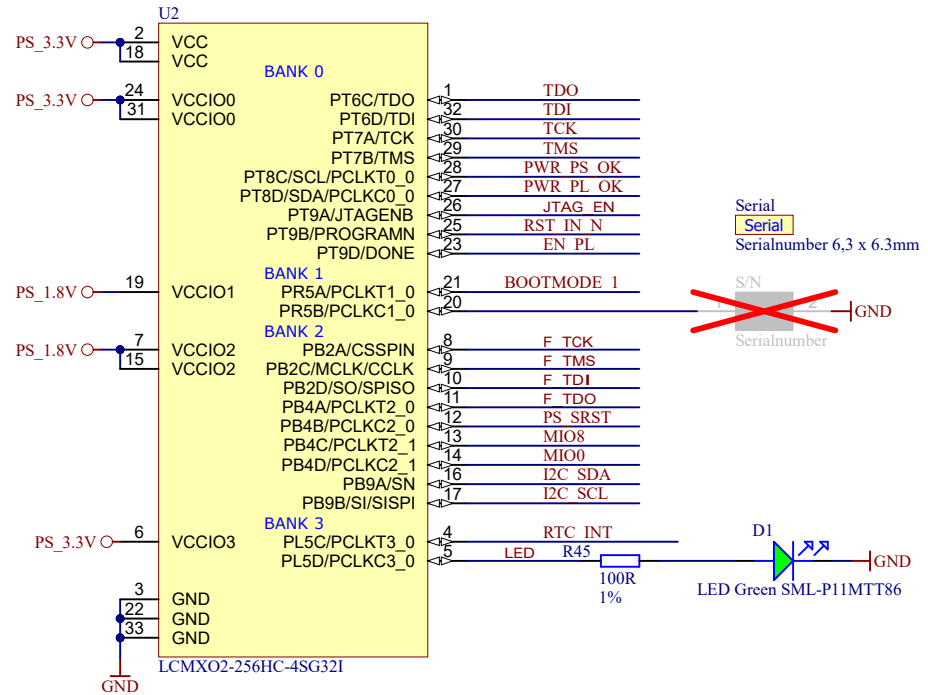 U2
PS_3.3V 2 VCC
18 VCC
BANK 0
PS_3.3V 24 VCCIO0
31 VCCIO0
PT6C/TDO 1 TDO
PT6D/TDI 32 TDI
PT7A/TCK 30 TCK
PT7B/TMS 29 TMS
PT8C/SCL/PCLKT0_0 28 PWR_PS_OK
PT8D/SDA/PCLKC0_0 27 PWR_PL_OK
PT9A/JTAGENB 26 JTAG_EN
PT9B/PROGRAMN 25 RST_IN_N
PT9D/DONE 23 EN_PL
Serial
Serial
Serialnumber 6,3 x 6.3mm
BANK 1
PS_1.8V 19 VCCIO1
PR5A/PCLKT1_0 21 BOOTMODE_1
PR5B/PCLKC1_0 20
S/N
1 2 GND
Serialnumber
BANK 2
PS_1.8V 7 VCCIO2
15 VCCIO2
PB2A/CSSPIN 8 F_TCK
PB2C/MCLK/CCLK 9 F_TMS
PB2D/SO/SPISO 10 F_TDI
PB4A/PCLKT2_0 11 F_TDO
PB4B/PCLKC2_0 12 PS_SRST
PB4C/PCLKT2_1 13 MIO8
PB4D/PCLKC2_1 14 MIO0
PB9A/SN 16 I2C_SDA
PB9B/SI/SISPI 17 I2C_SCL
BANK 3
PS_3.3V 6 VCCIO3
PL5C/PCLKT3_0 4 RTC_INT
PL5D/PCLKC3_0 5 LED R45
100R
1%
D1
GND
LED Green SML-P11MTT86
3 GND
22 GND
33 GND
GND
LCMXO2-256HC-4SG32I